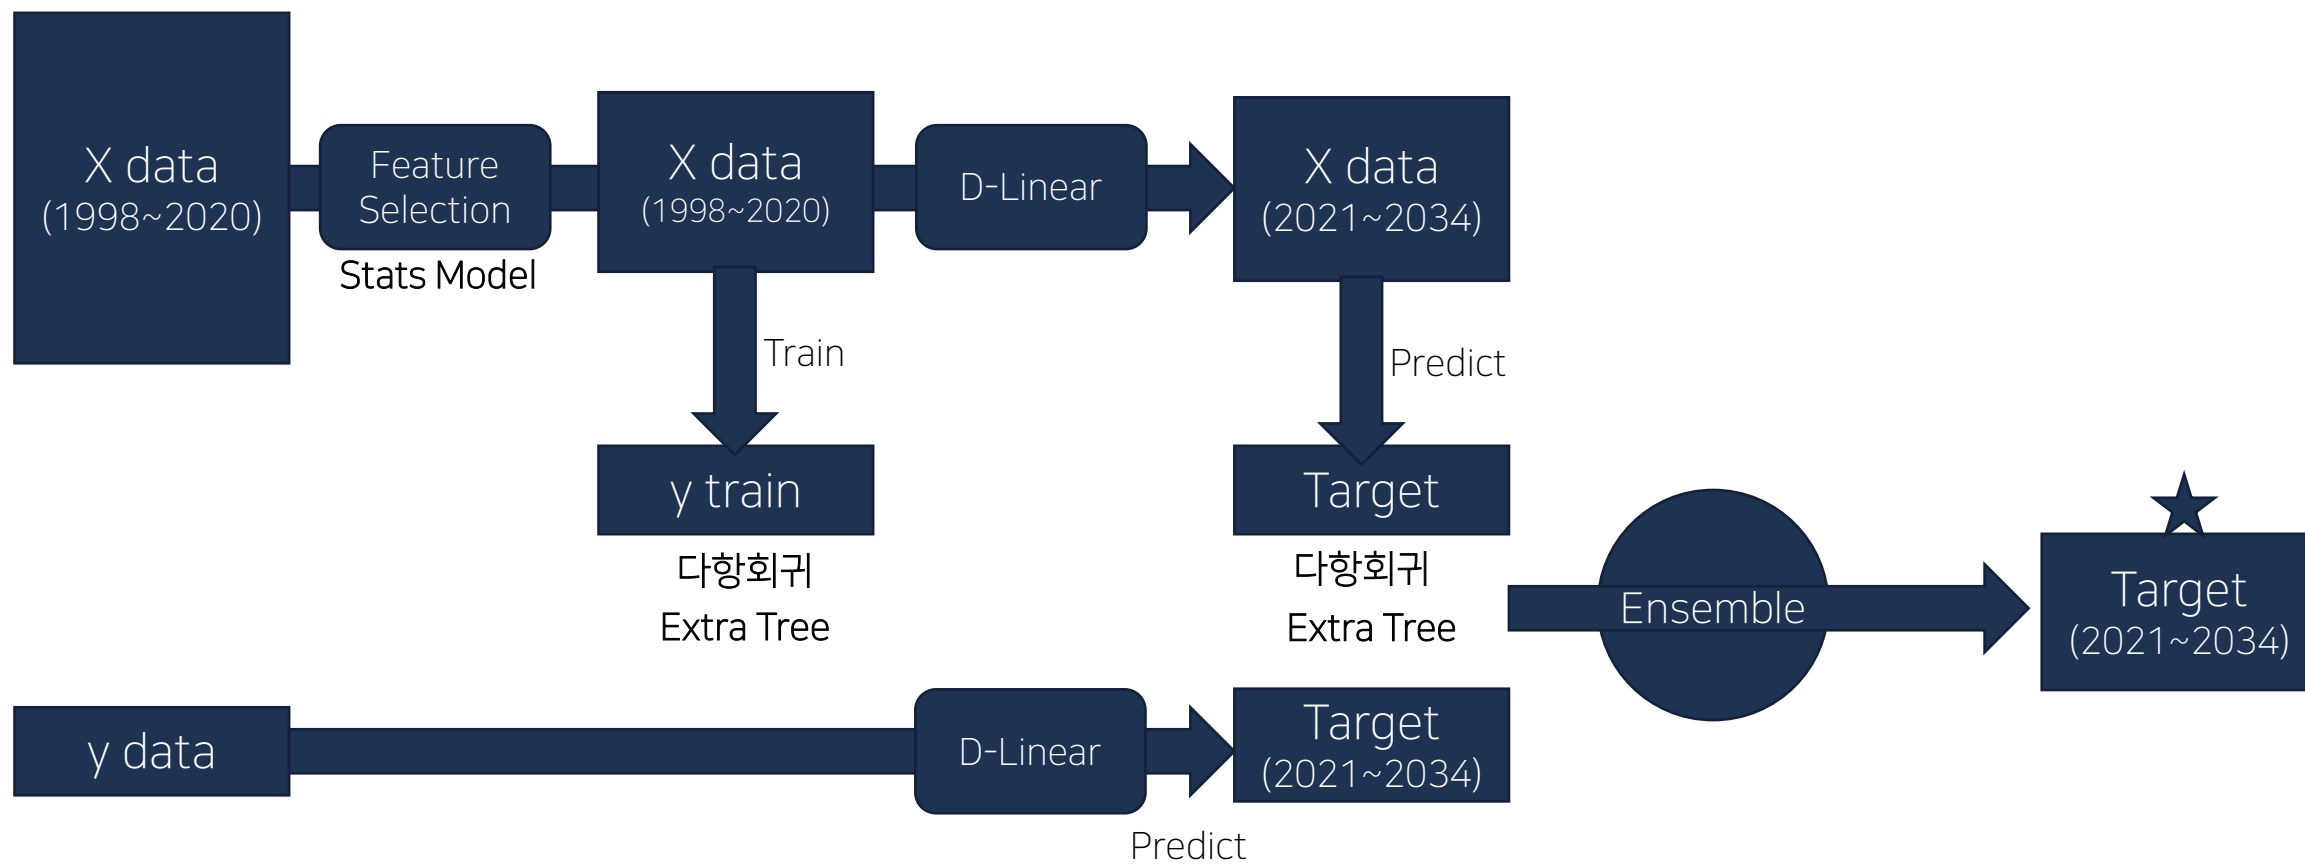 X data
(1998~2020)
Feature
Selection
Stats Model
X data
(1998~2020)
D-Linear
X data
(2021~2034)
Train
Predict
y train
다항회귀
Extra Tree
Target
다항회귀
Extra Tree
Ensemble
Target
(2021~2034)
y data
D-Linear
Target
(2021~2034)
Predict